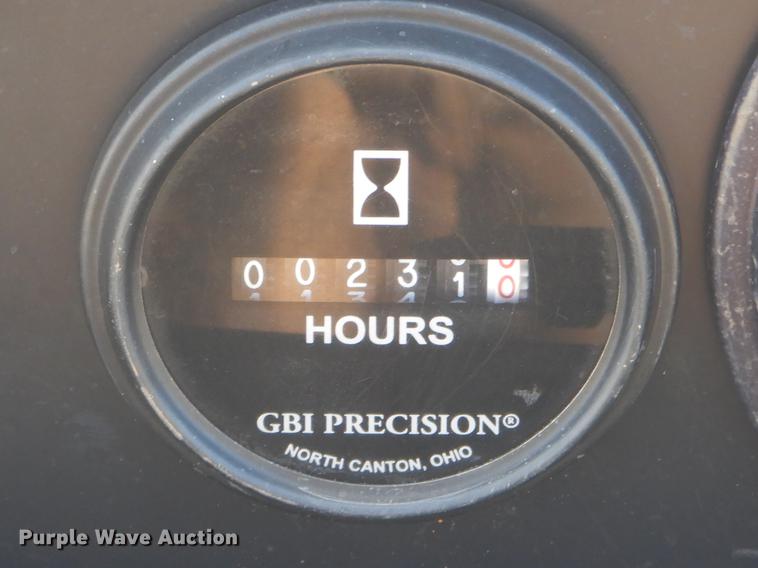 002310
HOURS
GBI PRECISION®
NORTH CANTON, OHIO
Purple Wave Auction